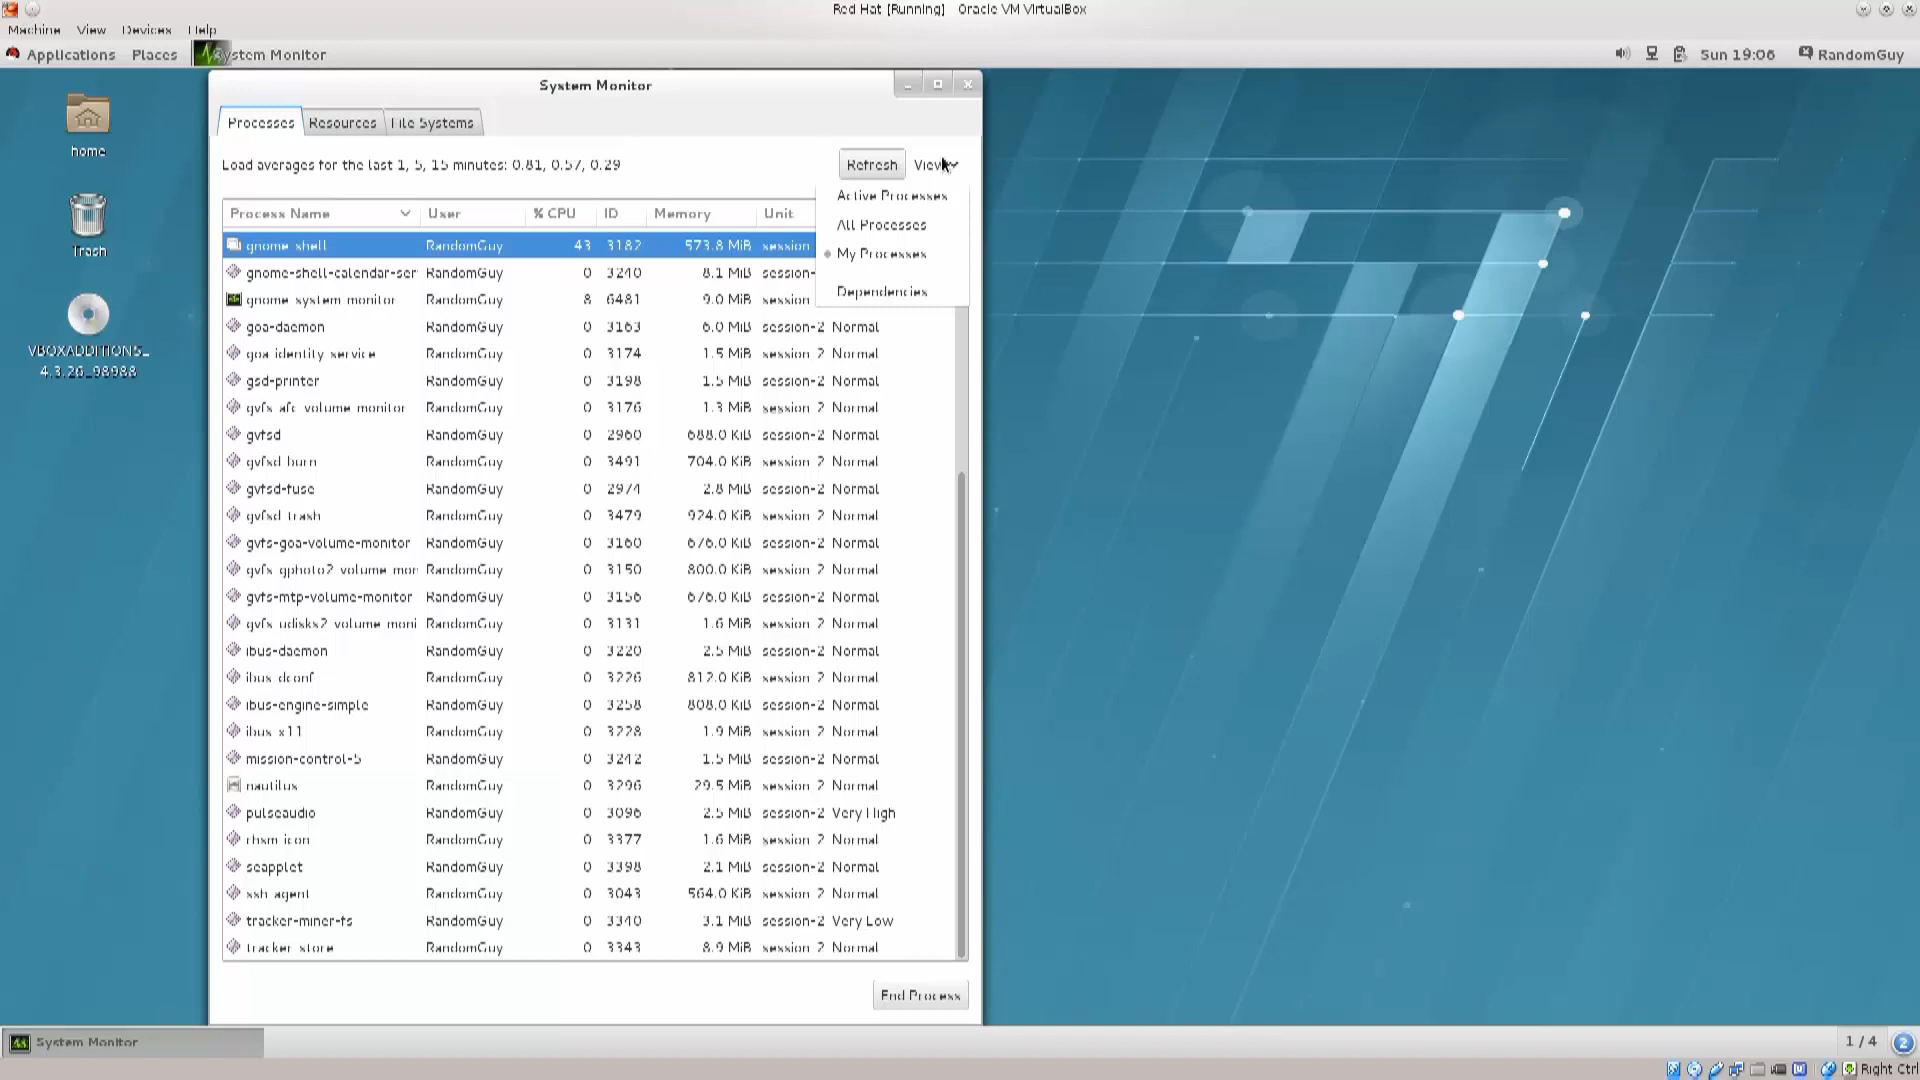 Red Hat [Running] Oracle VM VirtualBox
Machine View Devices Help
Applications Places System Monitor Sun 19:06 RandomGuy
System Monitor
Processes Resources File Systems
Load averages for the last 1, 5, 15 minutes: 0.81, 0.57, 0.29 Refresh View
Active Processes
All Processes
My Processes
Dependencies
Process Name User % CPU ID Memory Unit
gnome shell RandomGuy 43 3182 573.8 MiB session
gnome-shell-calendar-ser RandomGuy 0 3240 8.1 MiB session-
gnome system monitor RandomGuy 8 6481 9.0 MiB session
goa-daemon RandomGuy 0 3163 6.0 MiB session-2 Normal
goa identity service RandomGuy 0 3174 1.5 MiB session 2 Normal
gsd-printer RandomGuy 0 3198 1.5 MiB session-2 Normal
gvfs afc volume monitor RandomGuy 0 3176 1.3 MiB session 2 Normal
gvfsd RandomGuy 0 2960 688.0 KiB session-2 Normal
gvfsd burn RandomGuy 0 3491 704.0 KiB session 2 Normal
gvfsd-fuse RandomGuy 0 2974 2.8 MiB session-2 Normal
gvfsd trash RandomGuy 0 3479 924.0 KiB session 2 Normal
gvfs-goa-volume-monitor RandomGuy 0 3160 676.0 KiB session-2 Normal
gvfs gphoto2 volume mon RandomGuy 0 3150 800.0 KiB session 2 Normal
gvfs-mtp-volume-monitor RandomGuy 0 3156 676.0 KiB session-2 Normal
gvfs udisks2 volume moni RandomGuy 0 3131 1.6 MiB session 2 Normal
ibus-daemon RandomGuy 0 3220 2.5 MiB session-2 Normal
ibus dconf RandomGuy 0 3226 812.0 KiB session 2 Normal
ibus-engine-simple RandomGuy 0 3258 808.0 KiB session-2 Normal
ibus x11 RandomGuy 0 3228 1.9 MiB session 2 Normal
mission-control-5 RandomGuy 0 3242 1.5 MiB session-2 Normal
nautilus RandomGuy 0 3296 29.5 MiB session 2 Normal
pulseaudio RandomGuy 0 3096 2.5 MiB session-2 Very High
rhsm icon RandomGuy 0 3377 1.6 MiB session 2 Normal
seapplet RandomGuy 0 3398 2.1 MiB session-2 Normal
ssh agent RandomGuy 0 3043 564.0 KiB session 2 Normal
tracker-miner-fs RandomGuy 0 3340 3.1 MiB session-2 Very Low
tracker store RandomGuy 0 3343 8.9 MiB session 2 Normal
End Process
home
Trash
VBOXADDITIONS_
4.3.26_98988
System Monitor 1 / 4 2
Right Ctrl